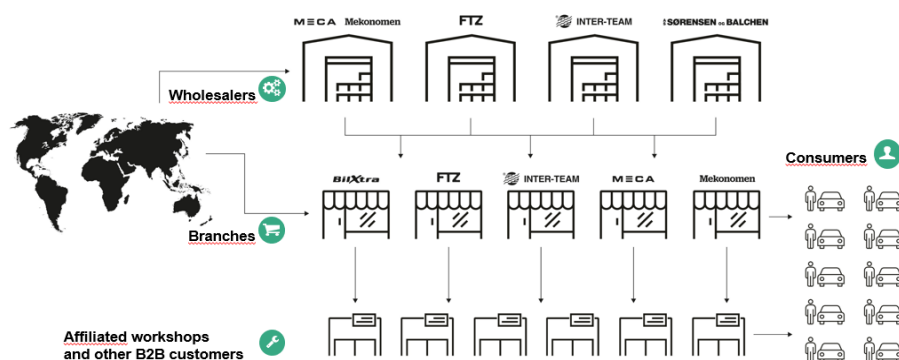 MECA Mekonomen
FTZ
INTER-TEAM
SØRENSEN OG BALCHEN
Wholesalers
Consumers
BilXtra
FTZ
INTER-TEAM
MECA
Mekonomen
Branches
Affiliated workshops
and other B2B customers